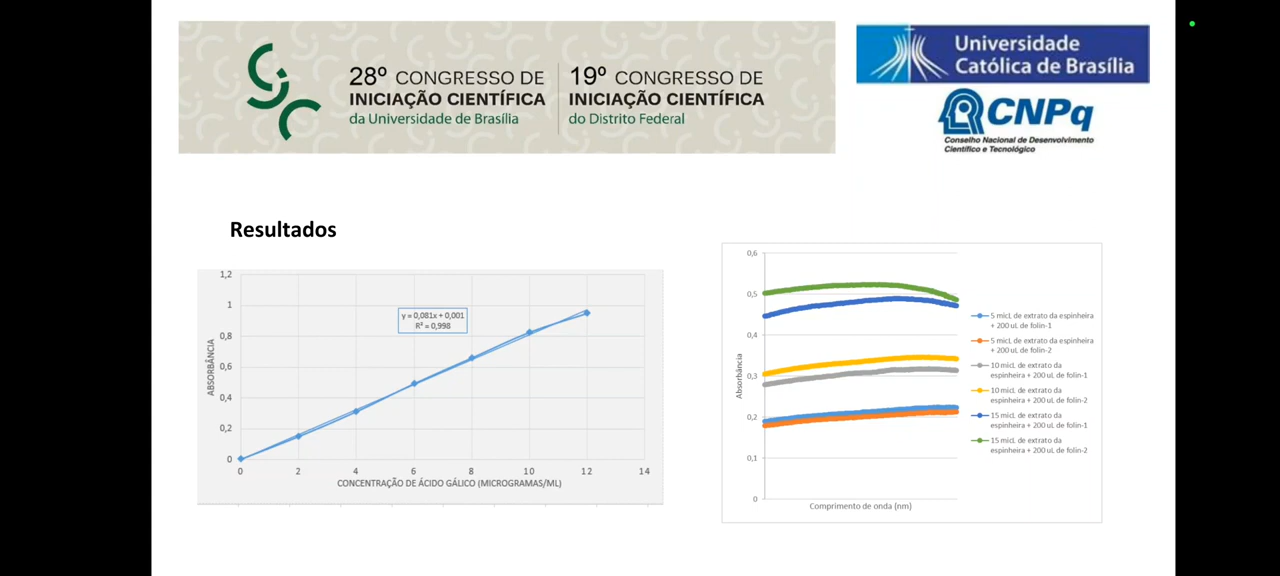 28º CONGRESSO DE
INICIAÇÃO CIENTÍFICA
da Universidade de Brasília
19º CONGRESSO DE
INICIAÇÃO CIENTÍFICA
do Distrito Federal
Universidade
Católica de Brasília
CNPq
Conselho Nacional de Desenvolvimento
Científico e Tecnológico
Resultados
1,2
1
0,8
0,6
0,4
0,2
0
ABSORBÂNCIA
y = 0,081x + 0,001
R² = 0,998
0 2 4 6 8 10 12 14
CONCENTRAÇÃO DE ÁCIDO GÁLICO (MICROGRAMAS/ML)
0,6
0,5
0,4
0,3
0,2
0,1
0
Absorbância
Comprimento de onda (nm)
5 micL de extrato da espinheira
+ 200 uL de folin-1
5 micL de extrato da espinheira
+ 200 uL de folin-2
10 micL de extrato da
espinheira + 200 uL de folin-1
10 micL de extrato da
espinheira + 200 uL de folin-2
15 micL de extrato da
espinheira + 200 uL de folin-1
15 micL de extrato da
espinheira + 200 uL de folin-2